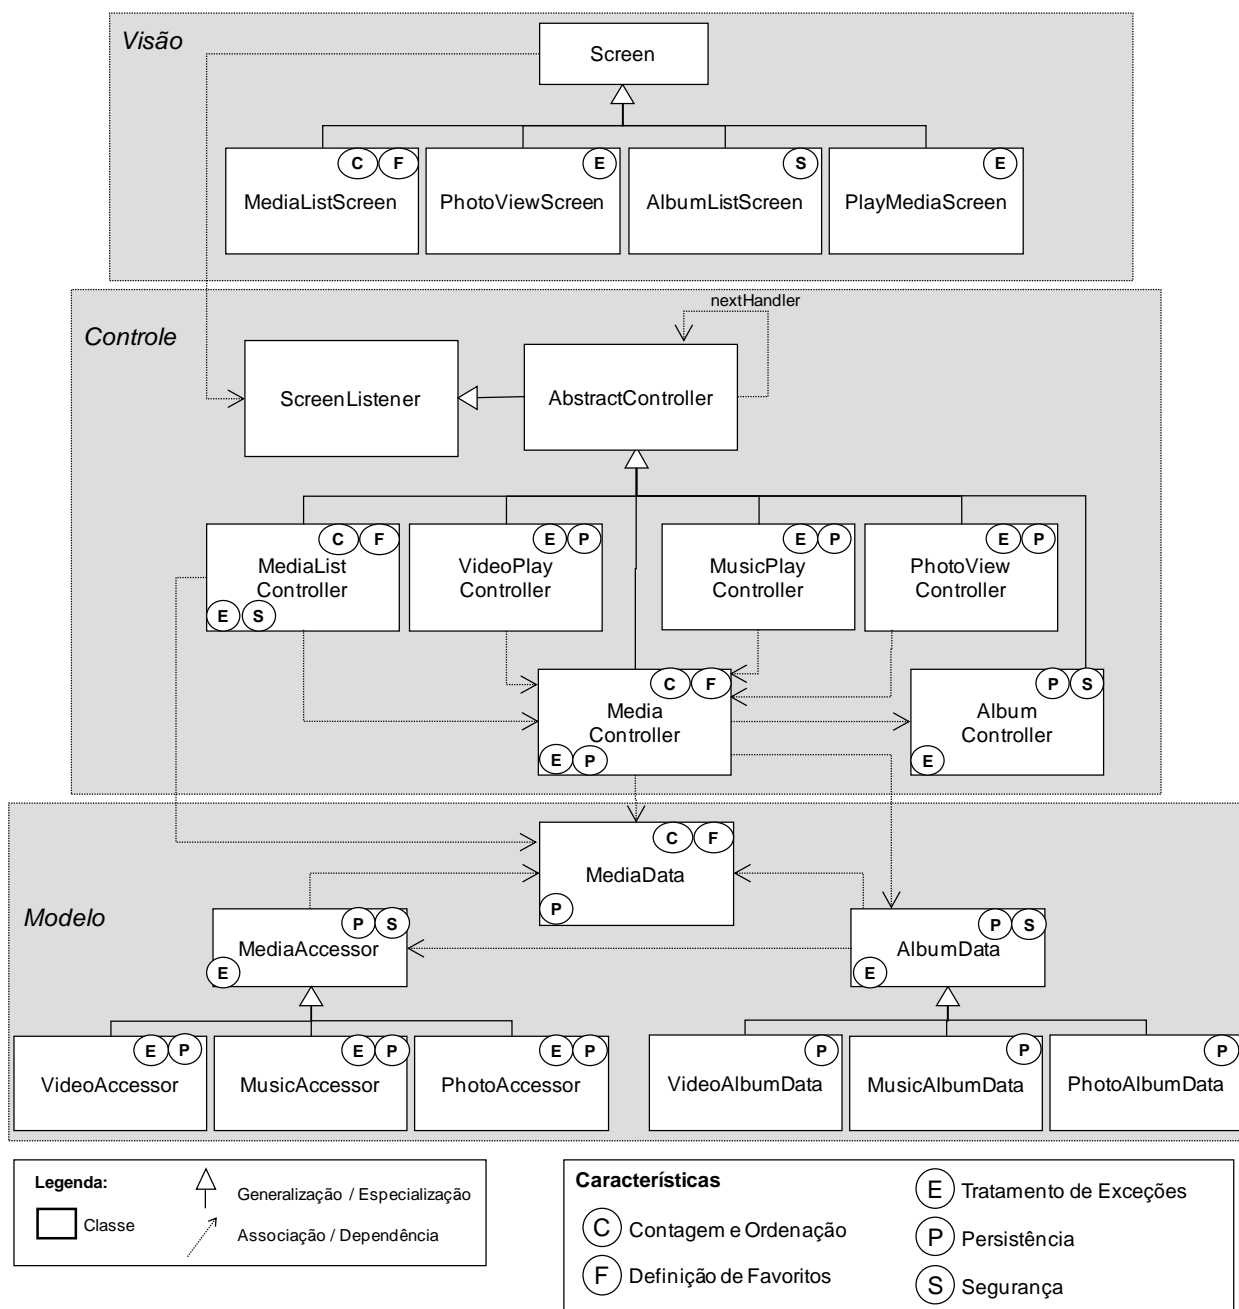 Visão
Screen
C F
MediaListScreen
E
PhotoViewScreen
S
AlbumListScreen
E
PlayMediaScreen
Controle
nextHandler
ScreenListener
AbstractController
C F
MediaList
Controller
E S
E P
VideoPlay
Controller
E P
MusicPlay
Controller
E P
PhotoView
Controller
C F
Media
Controller
E P
P S
Album
Controller
E
Modelo
C F
MediaData
P
P S
MediaAccessor
E
P S
AlbumData
E
E P
VideoAccessor
E P
MusicAccessor
E P
PhotoAccessor
P
VideoAlbumData
P
MusicAlbumData
P
PhotoAlbumData
Legenda:
Classe
Generalização / Especialização
Associação / Dependência
Características
C Contagem e Ordenação
F Definição de Favoritos
E Tratamento de Exceções
P Persistência
S Segurança